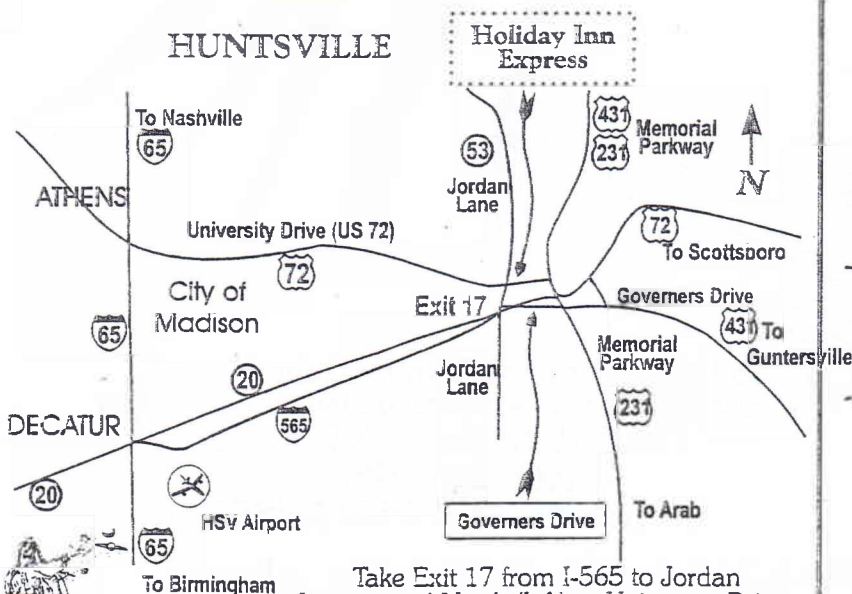 HUNTSVILLE
Holiday Inn
Express
To Nashville
65
431
231
Memorial
Parkway
53
Jordan
Lane
N
ATHENS
University Drive (US 72)
72
72
To Scottsboro
City of
Madison
Exit 17
Governers Drive
65
431
To
Guntersville
Memorial
Parkway
Jordan
Lane
20
231
565
DECATUR
20
HSV Airport
Governers Drive
To Arab
65
To Birmingham
Take Exit 17 from I-565 to Jordan